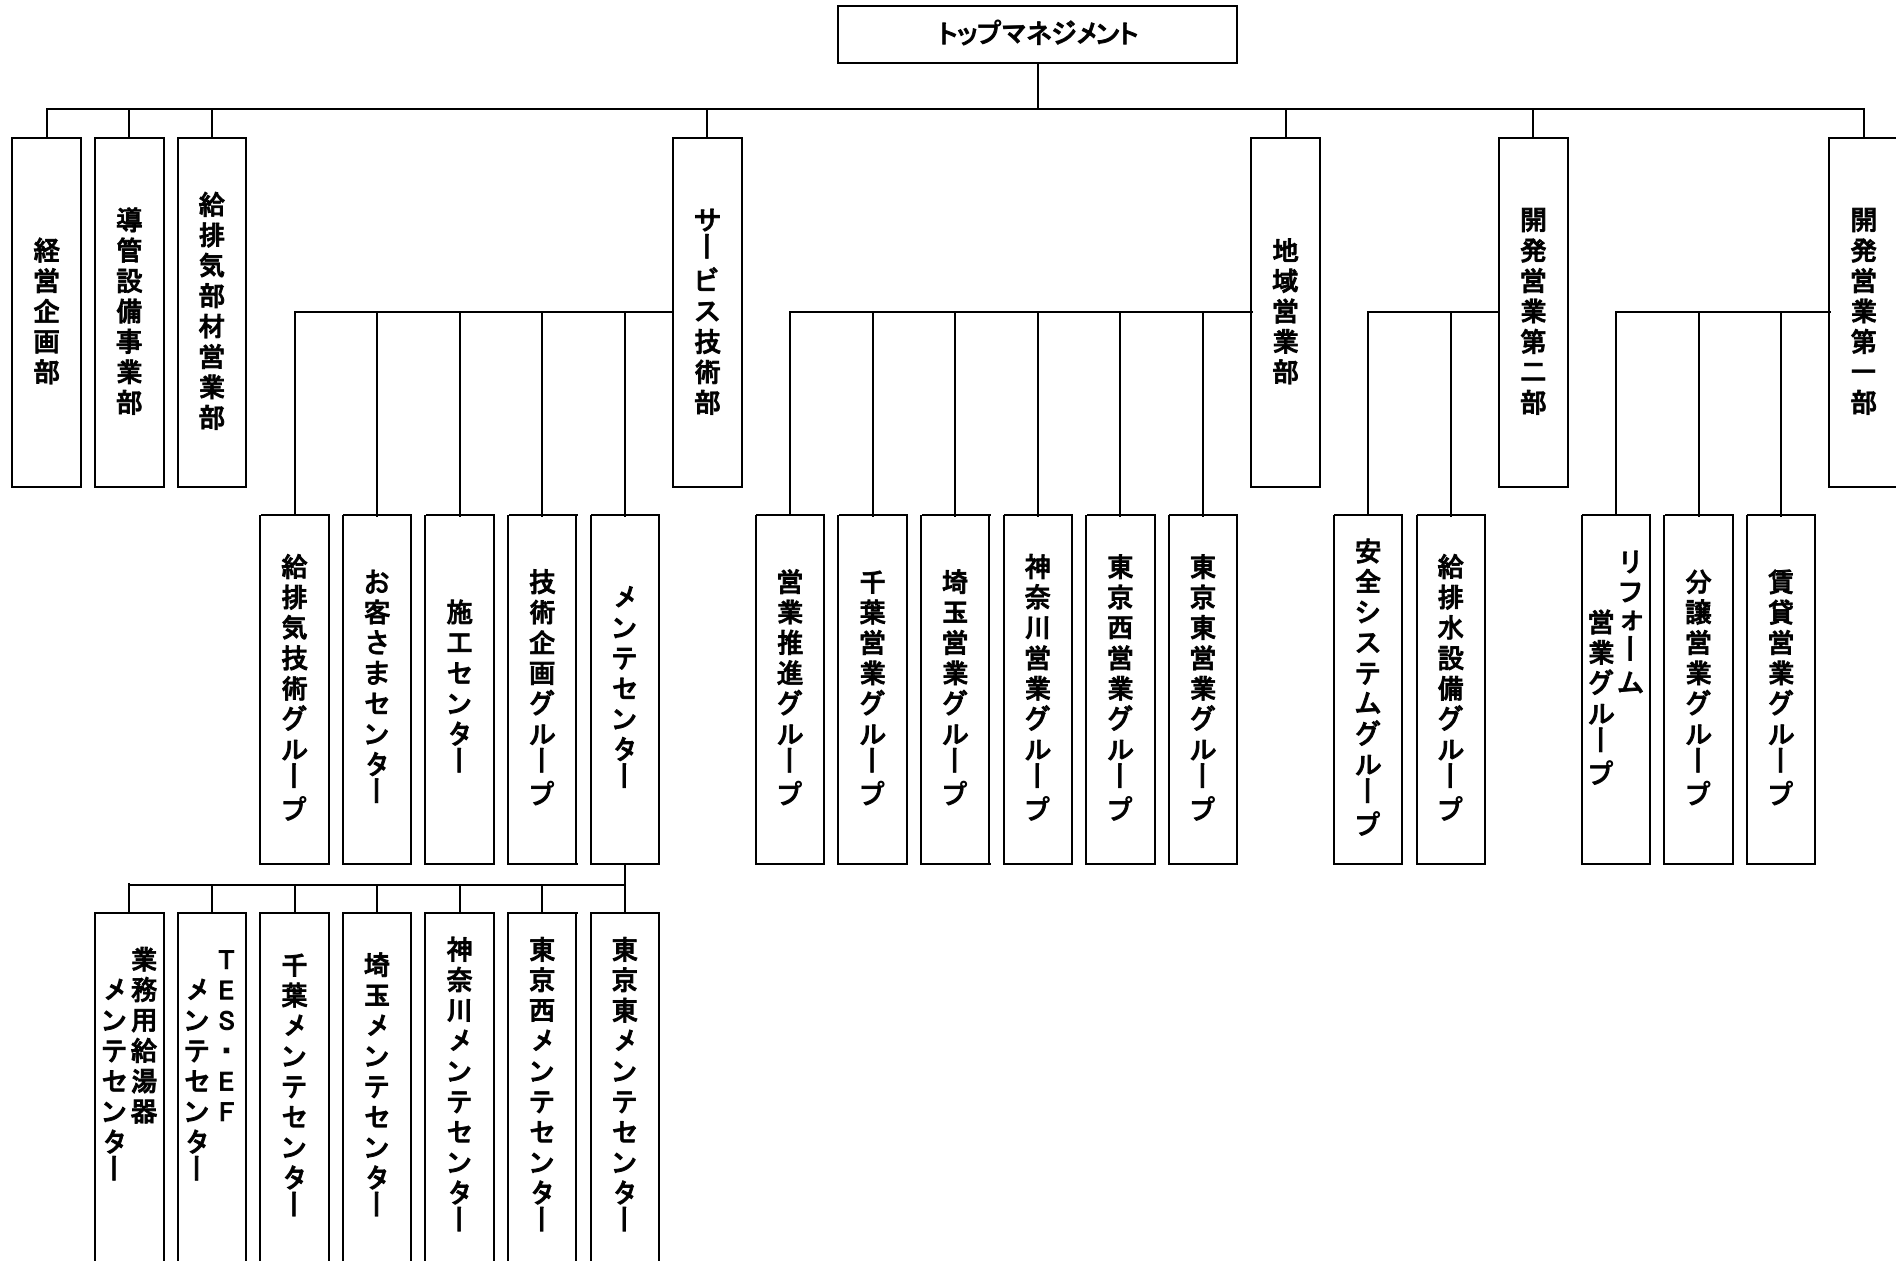 トップマネジメント
開発営業第一部
開発営業第二部
地域営業部
サービス技術部
給排気部材営業部
導管設備事業部
経営企画部
賃貸営業グループ
分譲営業グループ
リフォーム
営業グループ
給排水設備グループ
安全システムグループ
東京東営業グループ
東京西営業グループ
神奈川営業グループ
埼玉営業グループ
千葉営業グループ
営業推進グループ
メンテセンター
技術企画グループ
施工センター
お客さまセンター
給排気技術グループ
東京東メンテセンター
東京西メンテセンター
神奈川メンテセンター
埼玉メンテセンター
千葉メンテセンター
TES・EF
メンテセンター
業務用給湯器
メンテセンター